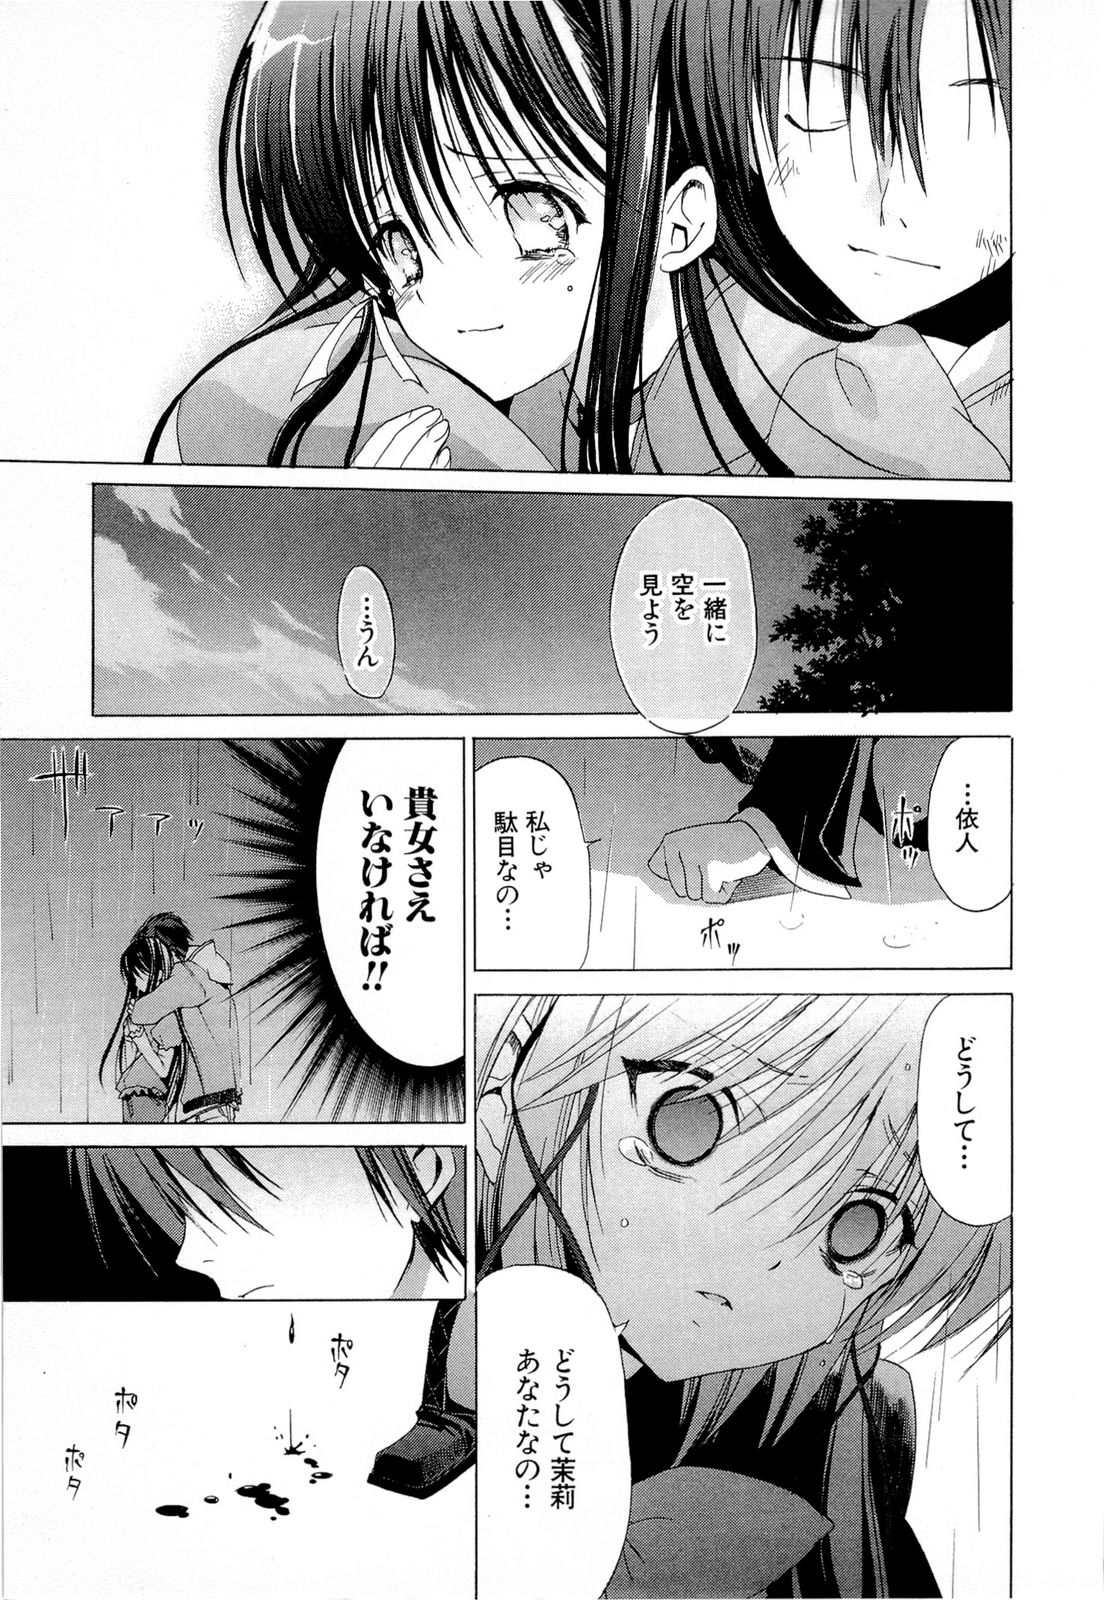 一緒に
空を
見よう
…うん
…依人
ポッ
ポッ
私じゃ
駄目なの…
どうして…
どうして茉莉
あなたなの…
貴女さえ
いなければ!!
ザ
アアッ
ポタ
ポタ
ポタ